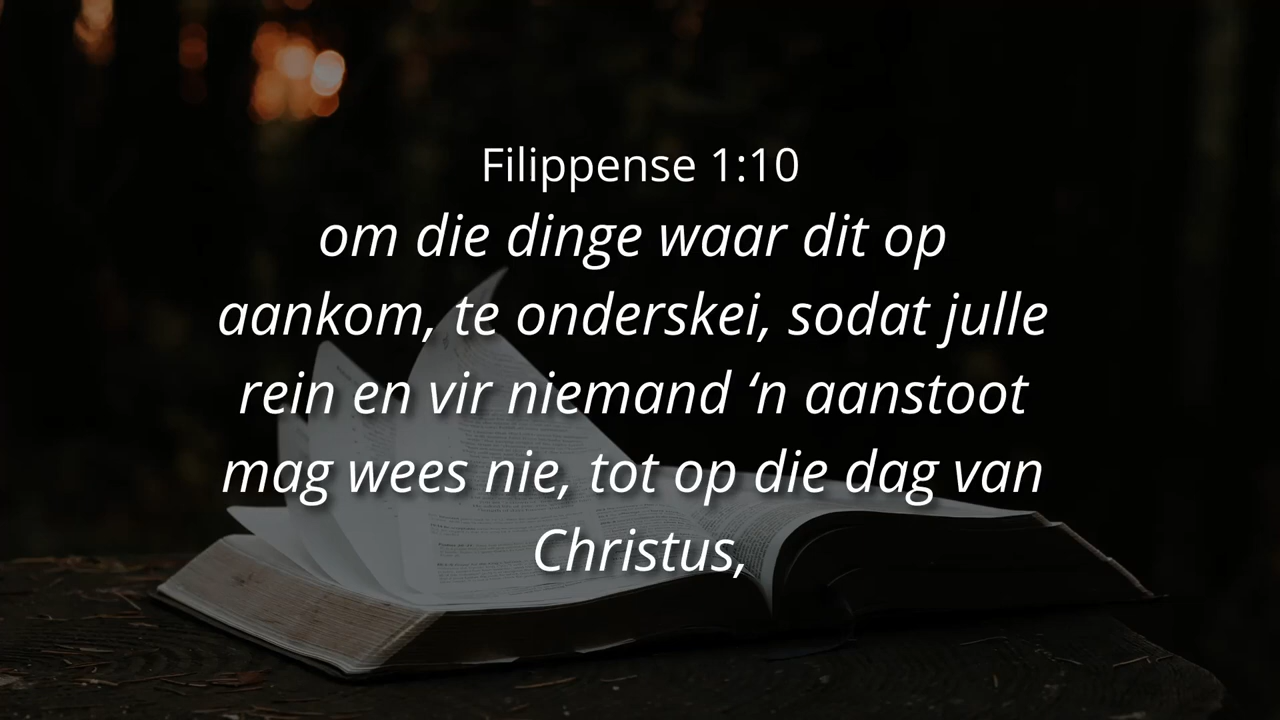 Filippense 1:10
om die dinge waar dit op
aankom, te onderskei, sodat julle
rein en vir niemand ‘n aanstoot
mag wees nie, tot op die dag van
Christus,